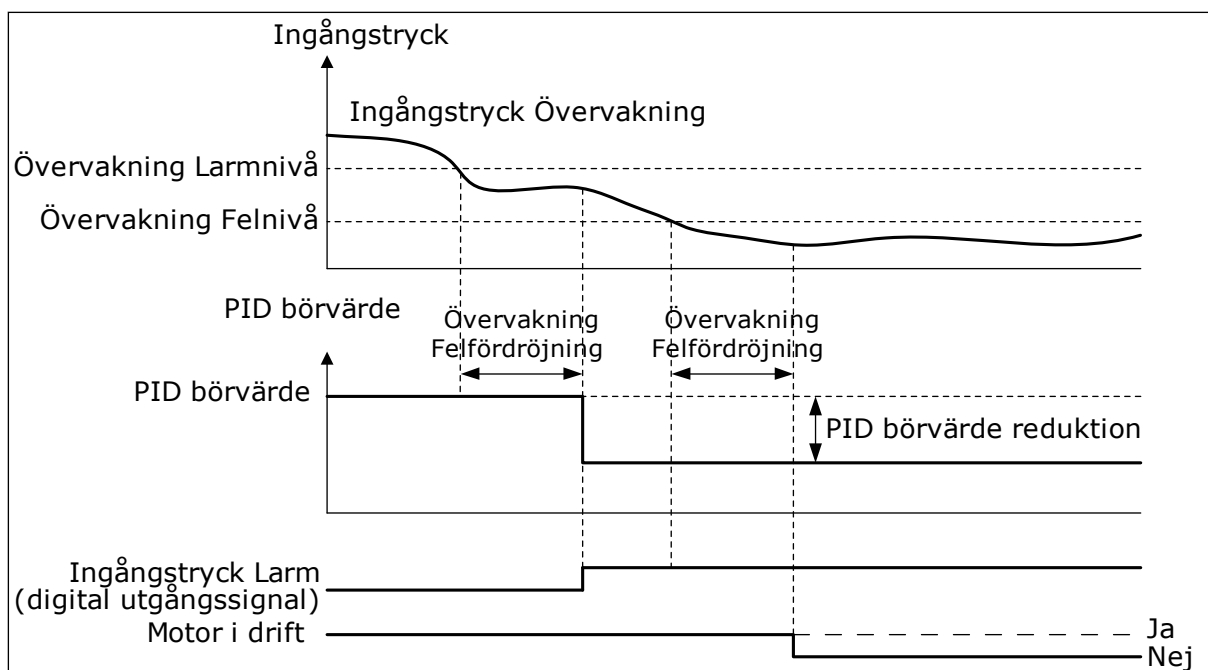 Ingångstryck
Ingångstryck Övervakning
Övervakning Larmnivå
Övervakning Felnivå
PID börvärde
Övervakning
Felfördröjning
Övervakning
Felfördröjning
PID börvärde
PID börvärde reduktion
Ingångstryck Larm
(digital utgångssignal)
Motor i drift
Ja
Nej